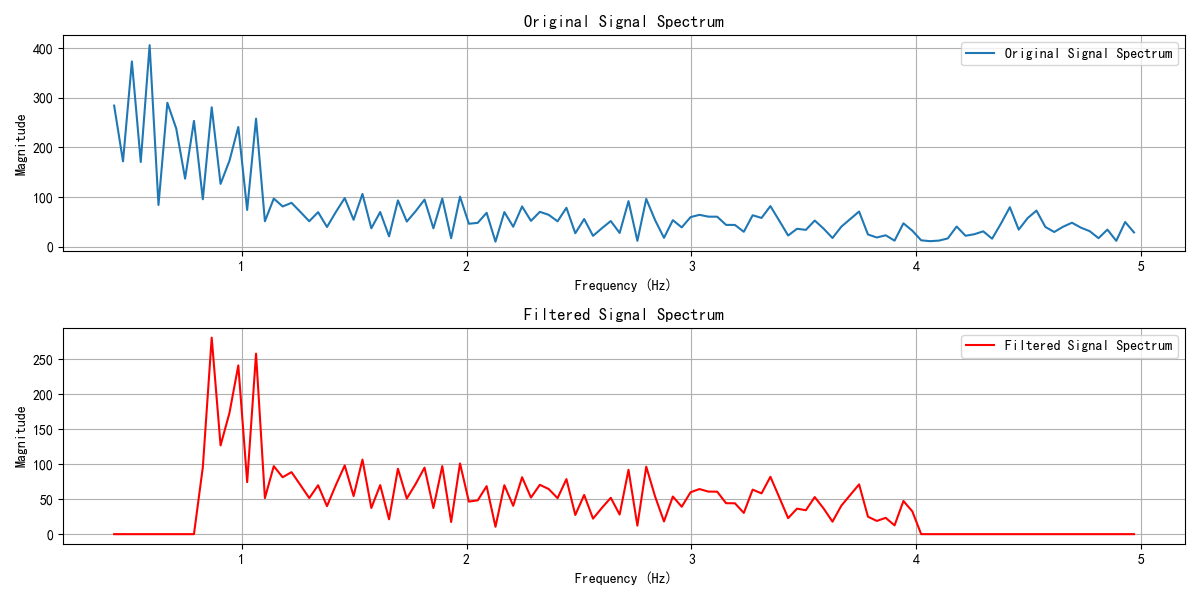 Original Signal Spectrum
400
300
200
100
0
Magnitude
Original Signal Spectrum
1
2
3
4
5
Frequency (Hz)
Filtered Signal Spectrum
250
200
150
100
50
0
Magnitude
Filtered Signal Spectrum
1
2
3
4
5
Frequency (Hz)